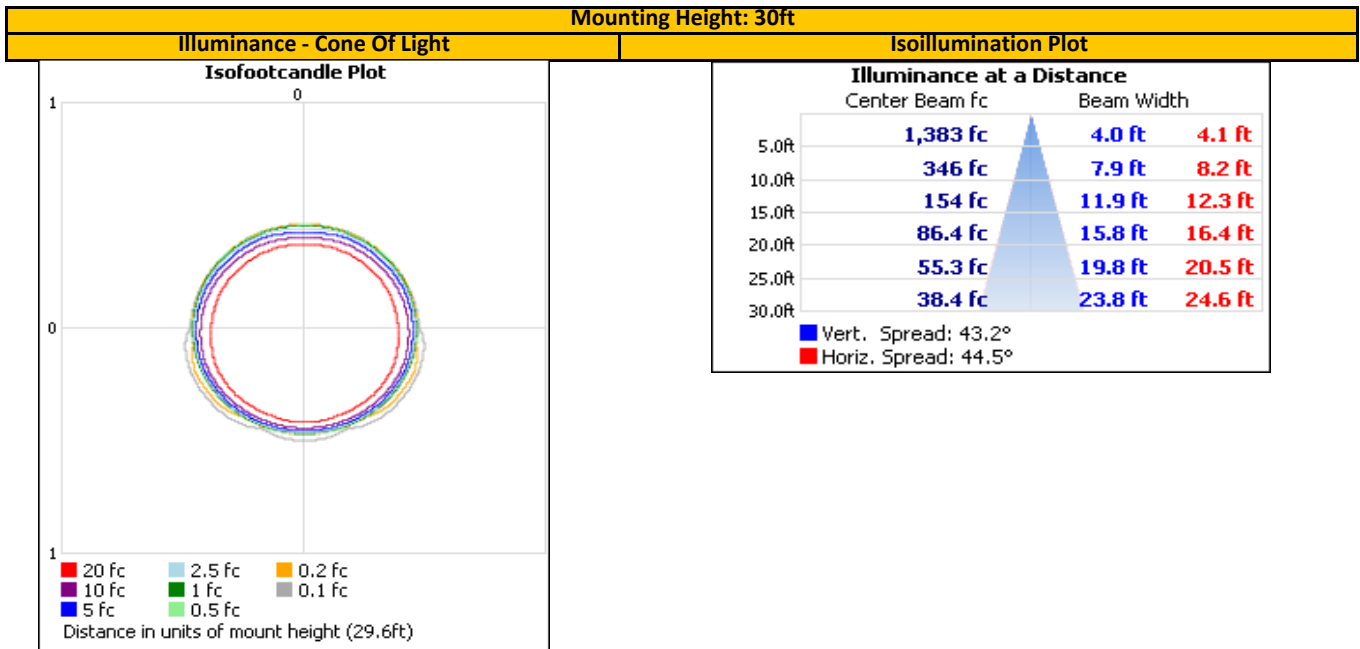 Mounting Height: 30ft
Illuminance - Cone Of Light
Isoillumination Plot
Isofootcandle Plot
0
1
0
1
20 fc 2.5 fc 0.2 fc
10 fc 1 fc 0.1 fc
5 fc 0.5 fc
Distance in units of mount height (29.6ft)
Illuminance at a Distance
Center Beam fc Beam Width
5.0ft 1,383 fc 4.0 ft 4.1 ft
10.0ft 346 fc 7.9 ft 8.2 ft
15.0ft 154 fc 11.9 ft 12.3 ft
20.0ft 86.4 fc 15.8 ft 16.4 ft
25.0ft 55.3 fc 19.8 ft 20.5 ft
30.0ft 38.4 fc 23.8 ft 24.6 ft
Vert. Spread: 43.2°
Horiz. Spread: 44.5°